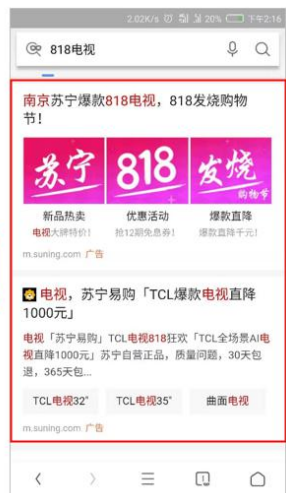 2.02K/s 20% 下午2:16
818电视
南京苏宁爆款818电视，818发烧购物
节！
苏宁
818
发烧
购物节
新品热卖
优惠活动
爆款直降
电视大牌特价！
抢12期免息券！
爆款直降千元！
m.suning.com 广告
电视，苏宁易购「TCL爆款电视直降
1000元」
电视「苏宁易购」TCL电视818狂欢「TCL全场景AI电
视直降1000元」苏宁自营正品，质量问题，30天包
退，365天包...
TCL电视32"
TCL电视35"
曲面电视
m.suning.com 广告
1